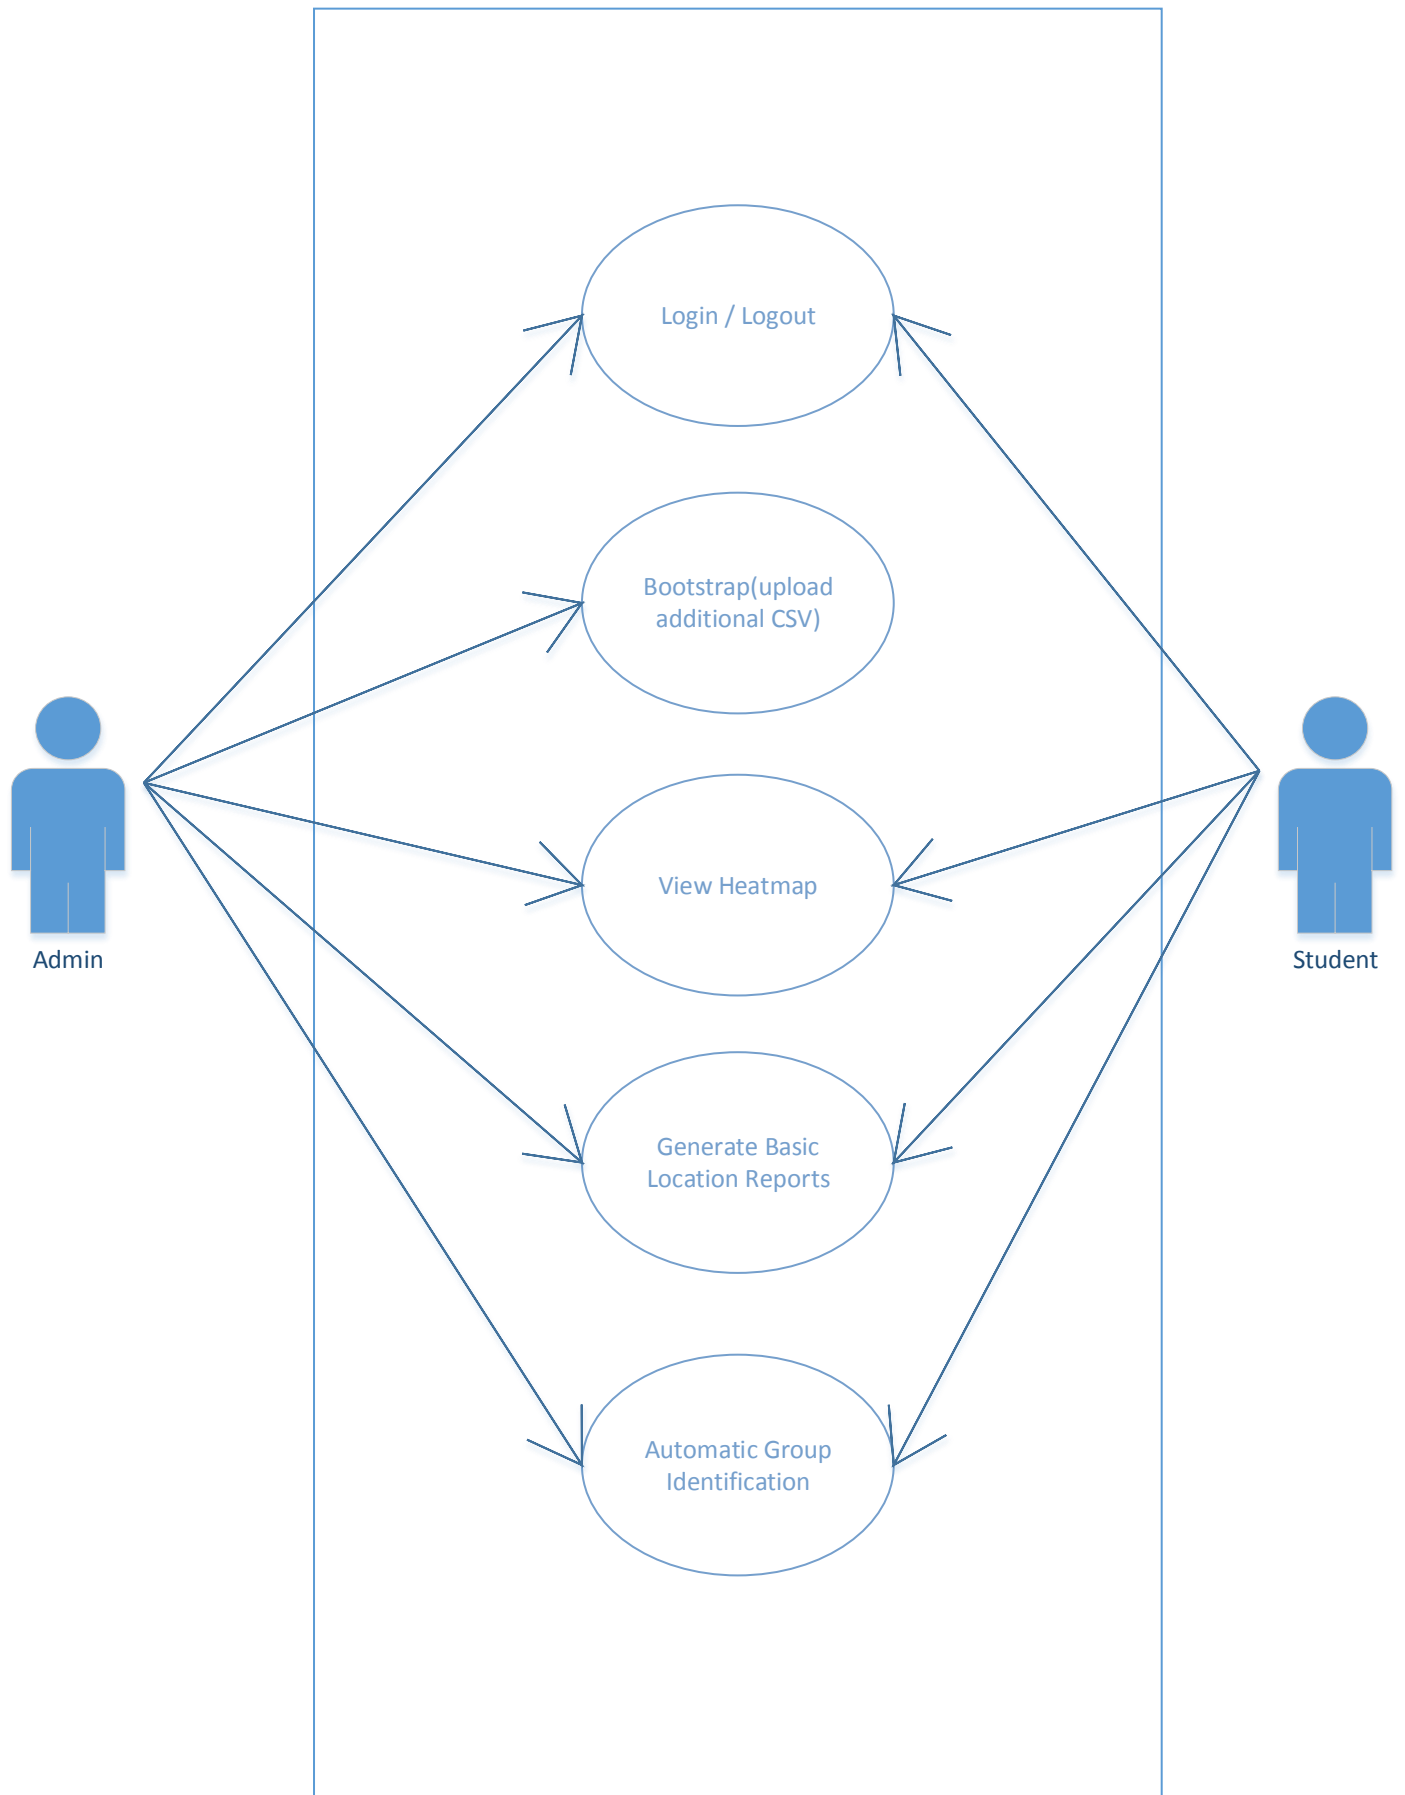 Login / Logout
Bootstrap(upload
additional CSV)
View Heatmap
Admin
Student
Generate Basic
Location Reports
Automatic Group
Identification